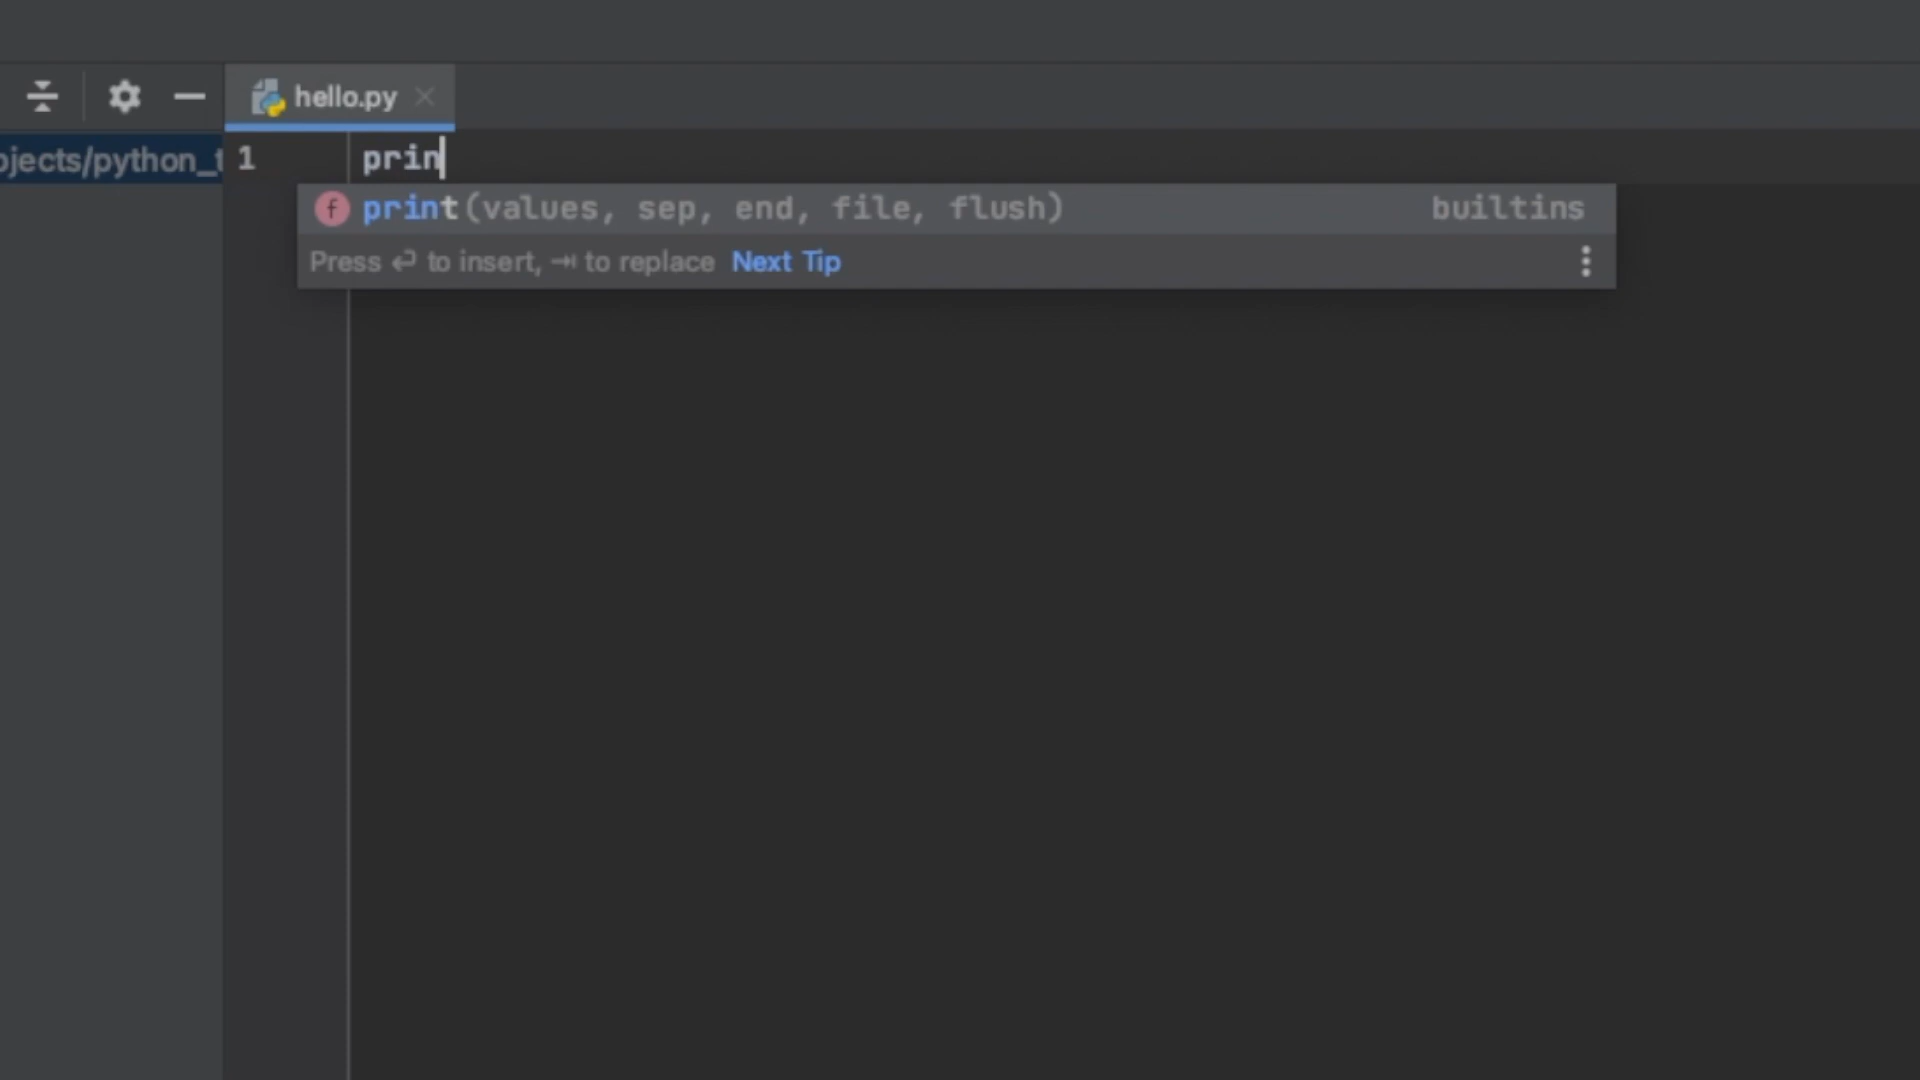 hello.py
ojects/python_t
1 prin
f print(values, sep, end, file, flush) builtins
Press ↵ to insert, ⇥ to replace Next Tip